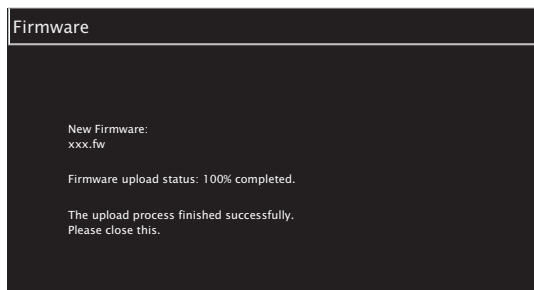 Firmware
New Firmware:
xxx.fw
Firmware upload status: 100% completed.
The upload process finished successfully.
Please close this.